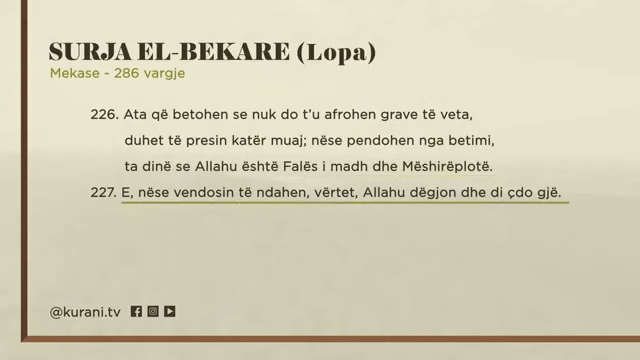 SURJA EL-BEKARE (Lopa)
Mekase - 286 vargje
226. Ata që betohen se nuk do t'u afrohen grave të veta,
duhet të presin katër muaj; nëse pendohen nga betimi,
ta dinë se Allahu është Falës i madh dhe Mëshirëplotë.
227. E, nëse vendosin të ndahen, vërtet, Allahu dëgjon dhe di çdo gjë.
@kurani.tv